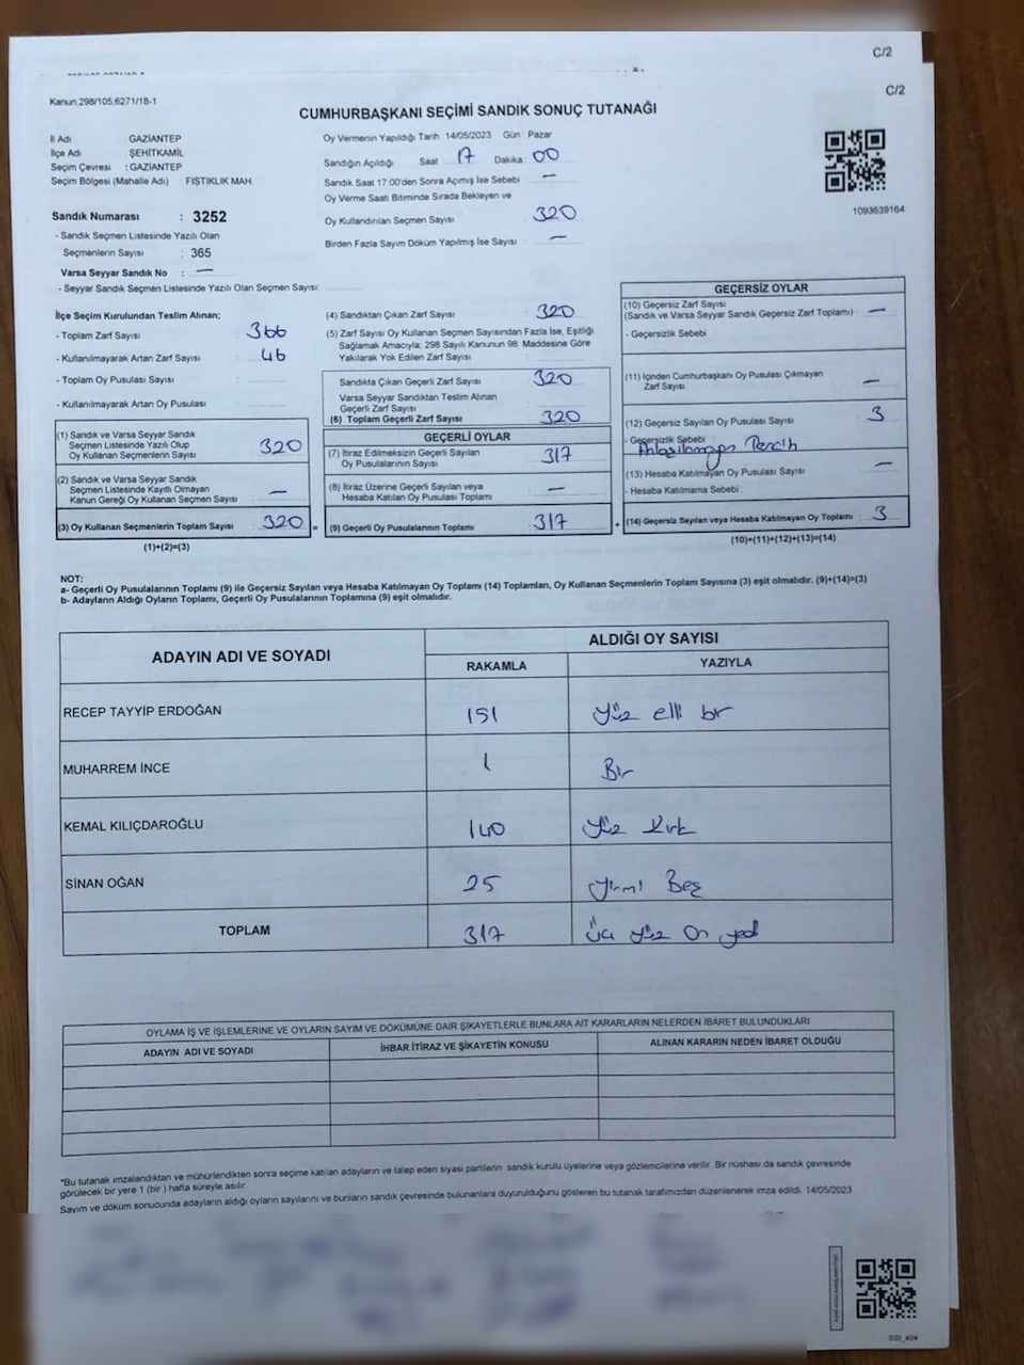 C/2
C/2
Kanun:298/105,6271/18-1
CUMHURBAŞKANI SEÇİMİ SANDIK SONUÇ TUTANAĞI
İl Adı GAZİANTEP
İlçe Adı ŞEHİTKAMİL
Seçim Çevresi : GAZİANTEP
Seçim Bölgesi (Mahalle Adı) FISTIKLIK MAH.
Oy Vermenin Yapıldığı Tarih 14/05/2023 Gün Pazar
Sandığın Açıldığı Saat 17 Dakika 00
Sandık Saat 17:00'den Sonra Açımış İse Sebebi —
Oy Verme Saati Bitiminde Sırada Bekleyen ve
Oy Kullandırılan Seçmen Sayısı 320
Birden Fazla Sayım Döküm Yapılmış İse Sayısı —
1093639164
Sandık Numarası : 3252
- Sandık Seçmen Listesinde Yazılı Olan
Seçmenlerin Sayısı : 365
Varsa Seyyar Sandık No : —
- Seyyar Sandık Seçmen Listesinde Yazılı Olan Seçmen Sayısı:
İlçe Seçim Kurulundan Teslim Alınan;
- Toplam Zarf Sayısı 366
- Kullanılmayarak Artan Zarf Sayısı : 46
- Toplam Oy Pusulası Sayısı :
- Kullanılmayarak Artan Oy Pusulası
(1) Sandık ve Varsa Seyyar Sandık
Seçmen Listesinde Yazılı Olup
Oy Kullanan Seçmenlerin Sayısı 320
(2) Sandık ve Varsa Seyyar Sandık
Seçmen Listesinde Kayıtlı Olmayan
Kanun Gereği Oy Kullanan Seçmen Sayısı —
(3) Oy Kullanan Seçmenlerin Toplam Sayısı 320 =
(1)+(2)=(3)
(4) Sandıktan Çıkan Zarf Sayısı 320
(5) Zarf Sayısı Oy Kullanan Seçmen Sayısından Fazla İse, Eşitliği
Sağlamak Amacıyla; 298 Sayılı Kanunun 98. Maddesine Göre
Yakılarak Yok Edilen Zarf Sayısı
Sandıkta Çıkan Geçerli Zarf Sayısı 320
Varsa Seyyar Sandıktan Teslim Alınan
Geçerli Zarf Sayısı
(6) Toplam Geçerli Zarf Sayısı 320
GEÇERLİ OYLAR
(7) İtiraz Edilmeksizin Geçerli Sayılan
Oy Pusulalarının Sayısı 317
(8) İtiraz Üzerine Geçerli Sayılan veya
Hesaba Katılan Oy Pusulası Toplamı —
(9) Geçerli Oy Pusulalarının Toplamı 317 +
GEÇERSİZ OYLAR
(10) Geçersiz Zarf Sayısı
(Sandık ve Varsa Seyyar Sandık Geçersiz Zarf Toplamı) —
- Geçersizlik Sebebi
(11) İçinden Cumhurbaşkanı Oy Pusulası Çıkmayan
Zarf Sayısı —
(12) Geçersiz Sayılan Oy Pusulası Sayısı 3
- Geçersizlik Sebebi
Anlaşılamayan Tercih
(13) Hesaba Katılmayan Oy Pusulası Sayısı —
- Hesaba Katılmama Sebebi :
(14) Geçersiz Sayılan veya Hesaba Katılmayan Oy Toplamı 3
(10)+(11)+(12)+(13)=(14)
NOT:
a- Geçerli Oy Pusulalarının Toplamı (9) ile Geçersiz Sayılan veya Hesaba Katılmayan Oy Toplamı (14) Toplamları, Oy Kullanan Seçmenlerin Toplam Sayısına (3) eşit olmalıdır. (9)+(14)=(3)
b- Adayların Aldığı Oyların Toplamı, Geçerli Oy Pusulalarının Toplamına (9) eşit olmalıdır.
ADAYIN ADI VE SOYADI ALDIĞI OY SAYISI
RAKAMLA YAZIYLA
RECEP TAYYİP ERDOĞAN 151 Yüz elli bir
MUHARREM İNCE 1 Bir
KEMAL KILIÇDAROĞLU 140 Yüz kırk
SİNAN OĞAN 25 Yirmi Beş
TOPLAM 317 Üç yüz On yedi
OYLAMA İŞ VE İŞLEMLERİNE VE OYLARIN SAYIM VE DÖKÜMÜNE DAİR ŞİKAYETLERLE BUNLARA AİT KARARLARIN NELERDEN İBARET BULUNDUKLARI
ADAYIN ADI VE SOYADI İHBAR İTİRAZ VE ŞİKAYETİN KONUSU ALINAN KARARIN NEDEN İBARET OLDUĞU
*Bu tutanak imzalandıktan ve mühürlendikten sonra seçime katılan adayların ve talep eden siyasi partilerin sandık kurulu üyelerine veya gözlemcilerine verilir. Bir nüshası da sandık çevresinde
görülecek bir yere 1 (bir) hafta süreyle asılır.
Sayım ve döküm sonucunda adayların aldığı oyların sayılarını ve bunların sandık çevresinde bulunanlara duyurulduğunu gösteren bu tutanak tarafımızdan düzenlenerek imza edildi. 14/05/2023